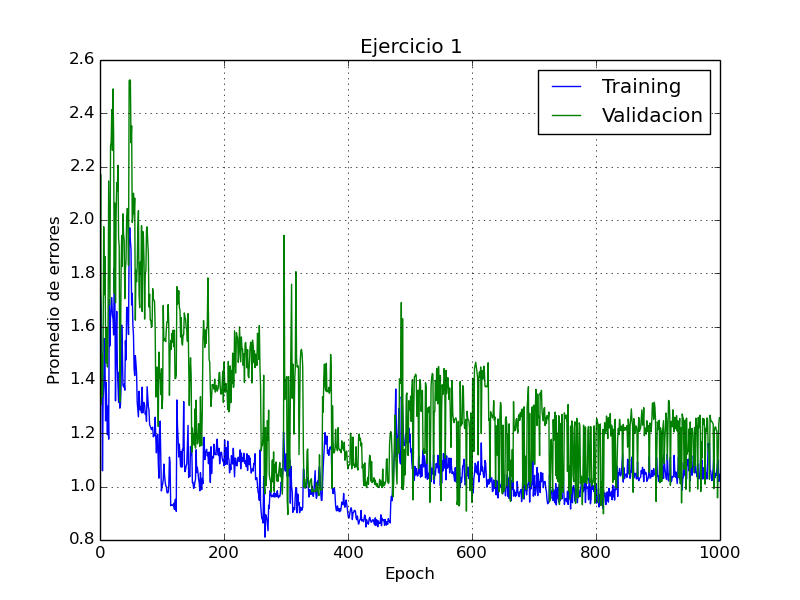 Ejercicio 1
Training
Validacion
Promedio de errores
2.6
2.4
2.2
2.0
1.8
1.6
1.4
1.2
1.0
0.8
0 200 400 600 800 1000
Epoch